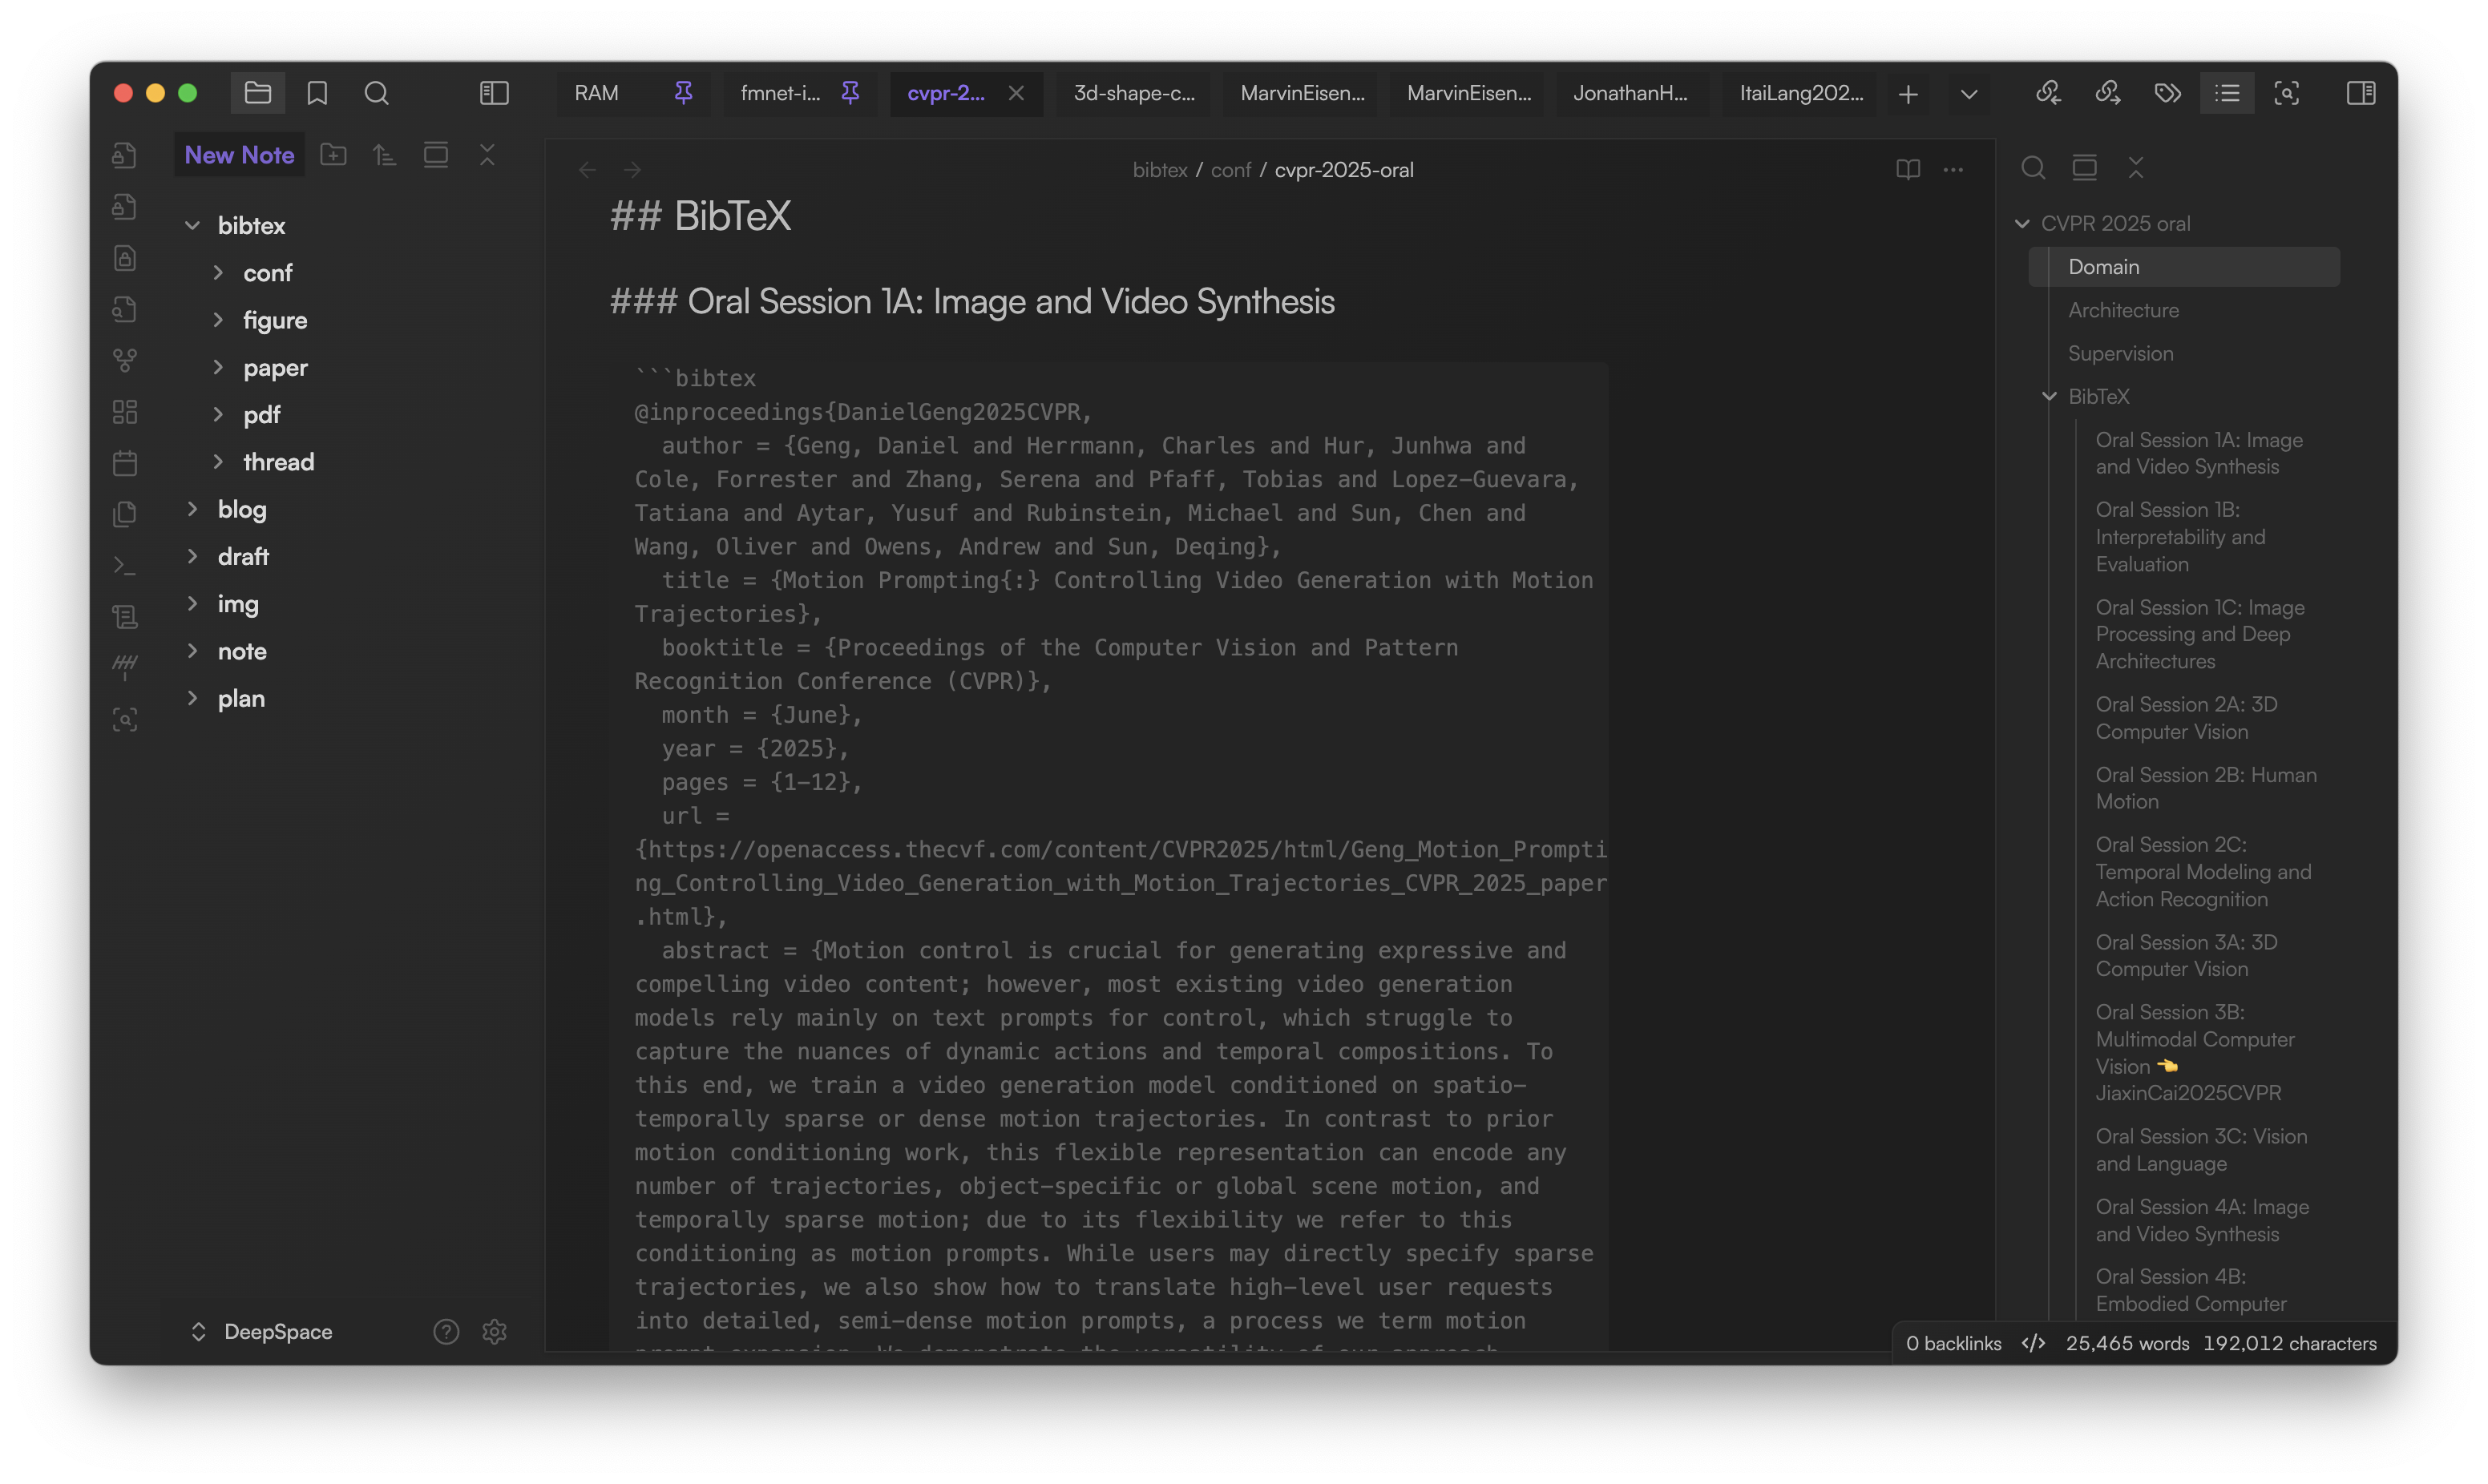 RAM
fmnet-i...
cvpr-2...
3d-shape-c...
MarvinEisen...
MarvinEisen...
JonathanH...
ItaiLang202...
New Note
bibtex
conf
figure
paper
pdf
thread
blog
draft
img
note
plan
DeepSpace
bibtex / conf / cvpr-2025-oral
## BibTeX
### Oral Session 1A: Image and Video Synthesis
```bibtex
@inproceedings{DanielGeng2025CVPR,
author = {Geng, Daniel and Herrmann, Charles and Hur, Junhwa and
Cole, Forrester and Zhang, Serena and Pfaff, Tobias and Lopez-Guevara,
Tatiana and Aytar, Yusuf and Rubinstein, Michael and Sun, Chen and
Wang, Oliver and Owens, Andrew and Sun, Deqing},
title = {Motion Prompting{:} Controlling Video Generation with Motion
Trajectories},
booktitle = {Proceedings of the Computer Vision and Pattern
Recognition Conference (CVPR)},
month = {June},
year = {2025},
pages = {1-12},
url =
{https://openaccess.thecvf.com/content/CVPR2025/html/Geng_Motion_Prompti
ng_Controlling_Video_Generation_with_Motion_Trajectories_CVPR_2025_paper
.html},
abstract = {Motion control is crucial for generating expressive and
compelling video content; however, most existing video generation
models rely mainly on text prompts for control, which struggle to
capture the nuances of dynamic actions and temporal compositions. To
this end, we train a video generation model conditioned on spatio-
temporally sparse or dense motion trajectories. In contrast to prior
motion conditioning work, this flexible representation can encode any
number of trajectories, object-specific or global scene motion, and
temporally sparse motion; due to its flexibility we refer to this
conditioning as motion prompts. While users may directly specify sparse
trajectories, we also show how to translate high-level user requests
into detailed, semi-dense motion prompts, a process we term motion
CVPR 2025 oral
Domain
Architecture
Supervision
BibTeX
Oral Session 1A: Image
and Video Synthesis
Oral Session 1B:
Interpretability and
Evaluation
Oral Session 1C: Image
Processing and Deep
Architectures
Oral Session 2A: 3D
Computer Vision
Oral Session 2B: Human
Motion
Oral Session 2C:
Temporal Modeling and
Action Recognition
Oral Session 3A: 3D
Computer Vision
Oral Session 3B:
Multimodal Computer
Vision 👈
JiaxinCai2025CVPR
Oral Session 3C: Vision
and Language
Oral Session 4A: Image
and Video Synthesis
Oral Session 4B:
Embodied Computer
0 backlinks </> 25,465 words 192,012 characters